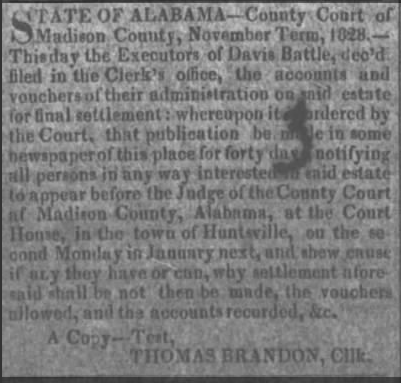 STATE OF ALABAMA—County Court of
Madison County, November Term, 1828.—
This day the Executors of Davis Battle, dec'd
filed in the Clerk's office, the accounts and
vouchers of their administration on said estate
for final settlement: whereupon it ordered by
the Court, that publication be made in some
newspaper of this place for forty days notifying
all persons in any way interested in said estate
to appear before the Judge of the County Court
of Madison County, Alabama, at the Court
House, in the town of Huntsville, on the se
cond Monday in January next, and shew cause
if any they have or can, why settlement afore-
said shall be not then be made, the vouchers
allowed, and the accounts recorded, &c.
A Copy—Test,
THOMAS BRANDON, Cllk.